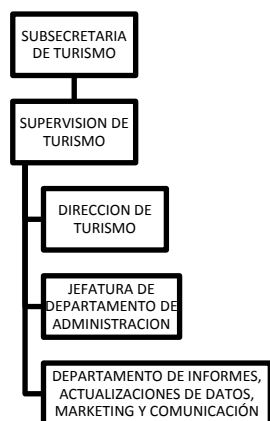 SUBSECRETARIA
DE TURISMO
SUPERVISION DE
TURISMO
DIRECCION DE
TURISMO
JEFATURA DE
DEPARTAMENTO DE
ADMINISTRACION
DEPARTAMENTO DE INFORMES,
ACTUALIZACIONES DE DATOS,
MARKETING Y COMUNICACIÓN